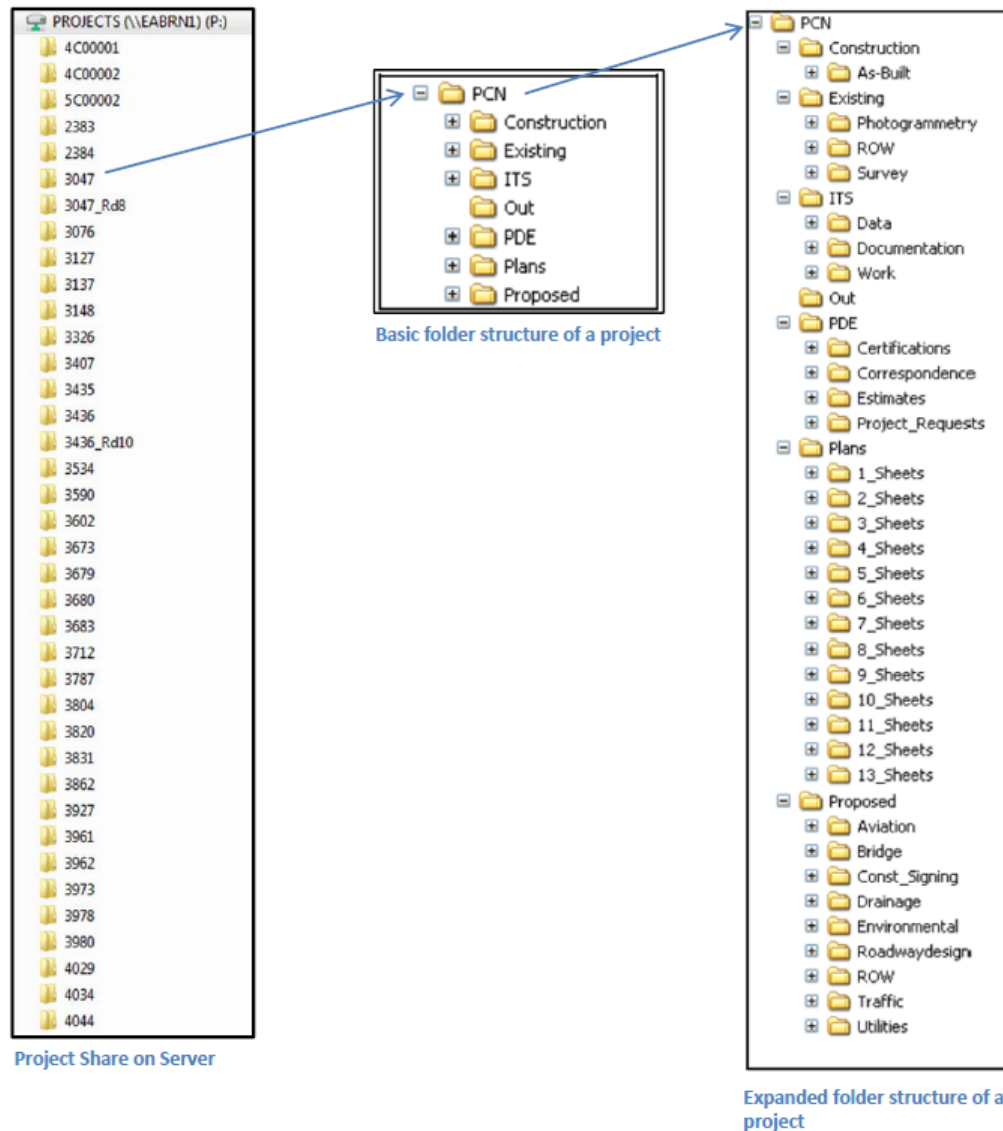 PROJECTS (\\EABRN1) (P:)
4C00001
4C00002
5C00002
2383
2384
3047
3047_Rd8
3076
3127
3137
3148
3326
3407
3435
3436
3436_Rd10
3534
3590
3602
3673
3679
3680
3683
3712
3787
3804
3820
3831
3862
3927
3961
3962
3973
3978
3980
4029
4034
4044
Project Share on Server
PCN
Construction
Existing
ITS
Out
PDE
Plans
Proposed
Basic folder structure of a project
PCN
Construction
As-Built
Existing
Photogrammetry
ROW
Survey
ITS
Data
Documentation
Work
Out
PDE
Certifications
Correspondence
Estimates
Project_Requests
Plans
1_Sheets
2_Sheets
3_Sheets
4_Sheets
5_Sheets
6_Sheets
7_Sheets
8_Sheets
9_Sheets
10_Sheets
11_Sheets
12_Sheets
13_Sheets
Proposed
Aviation
Bridge
Const_Signing
Drainage
Environmental
Roadwaydesign
ROW
Traffic
Utilities
Expanded folder structure of a
project